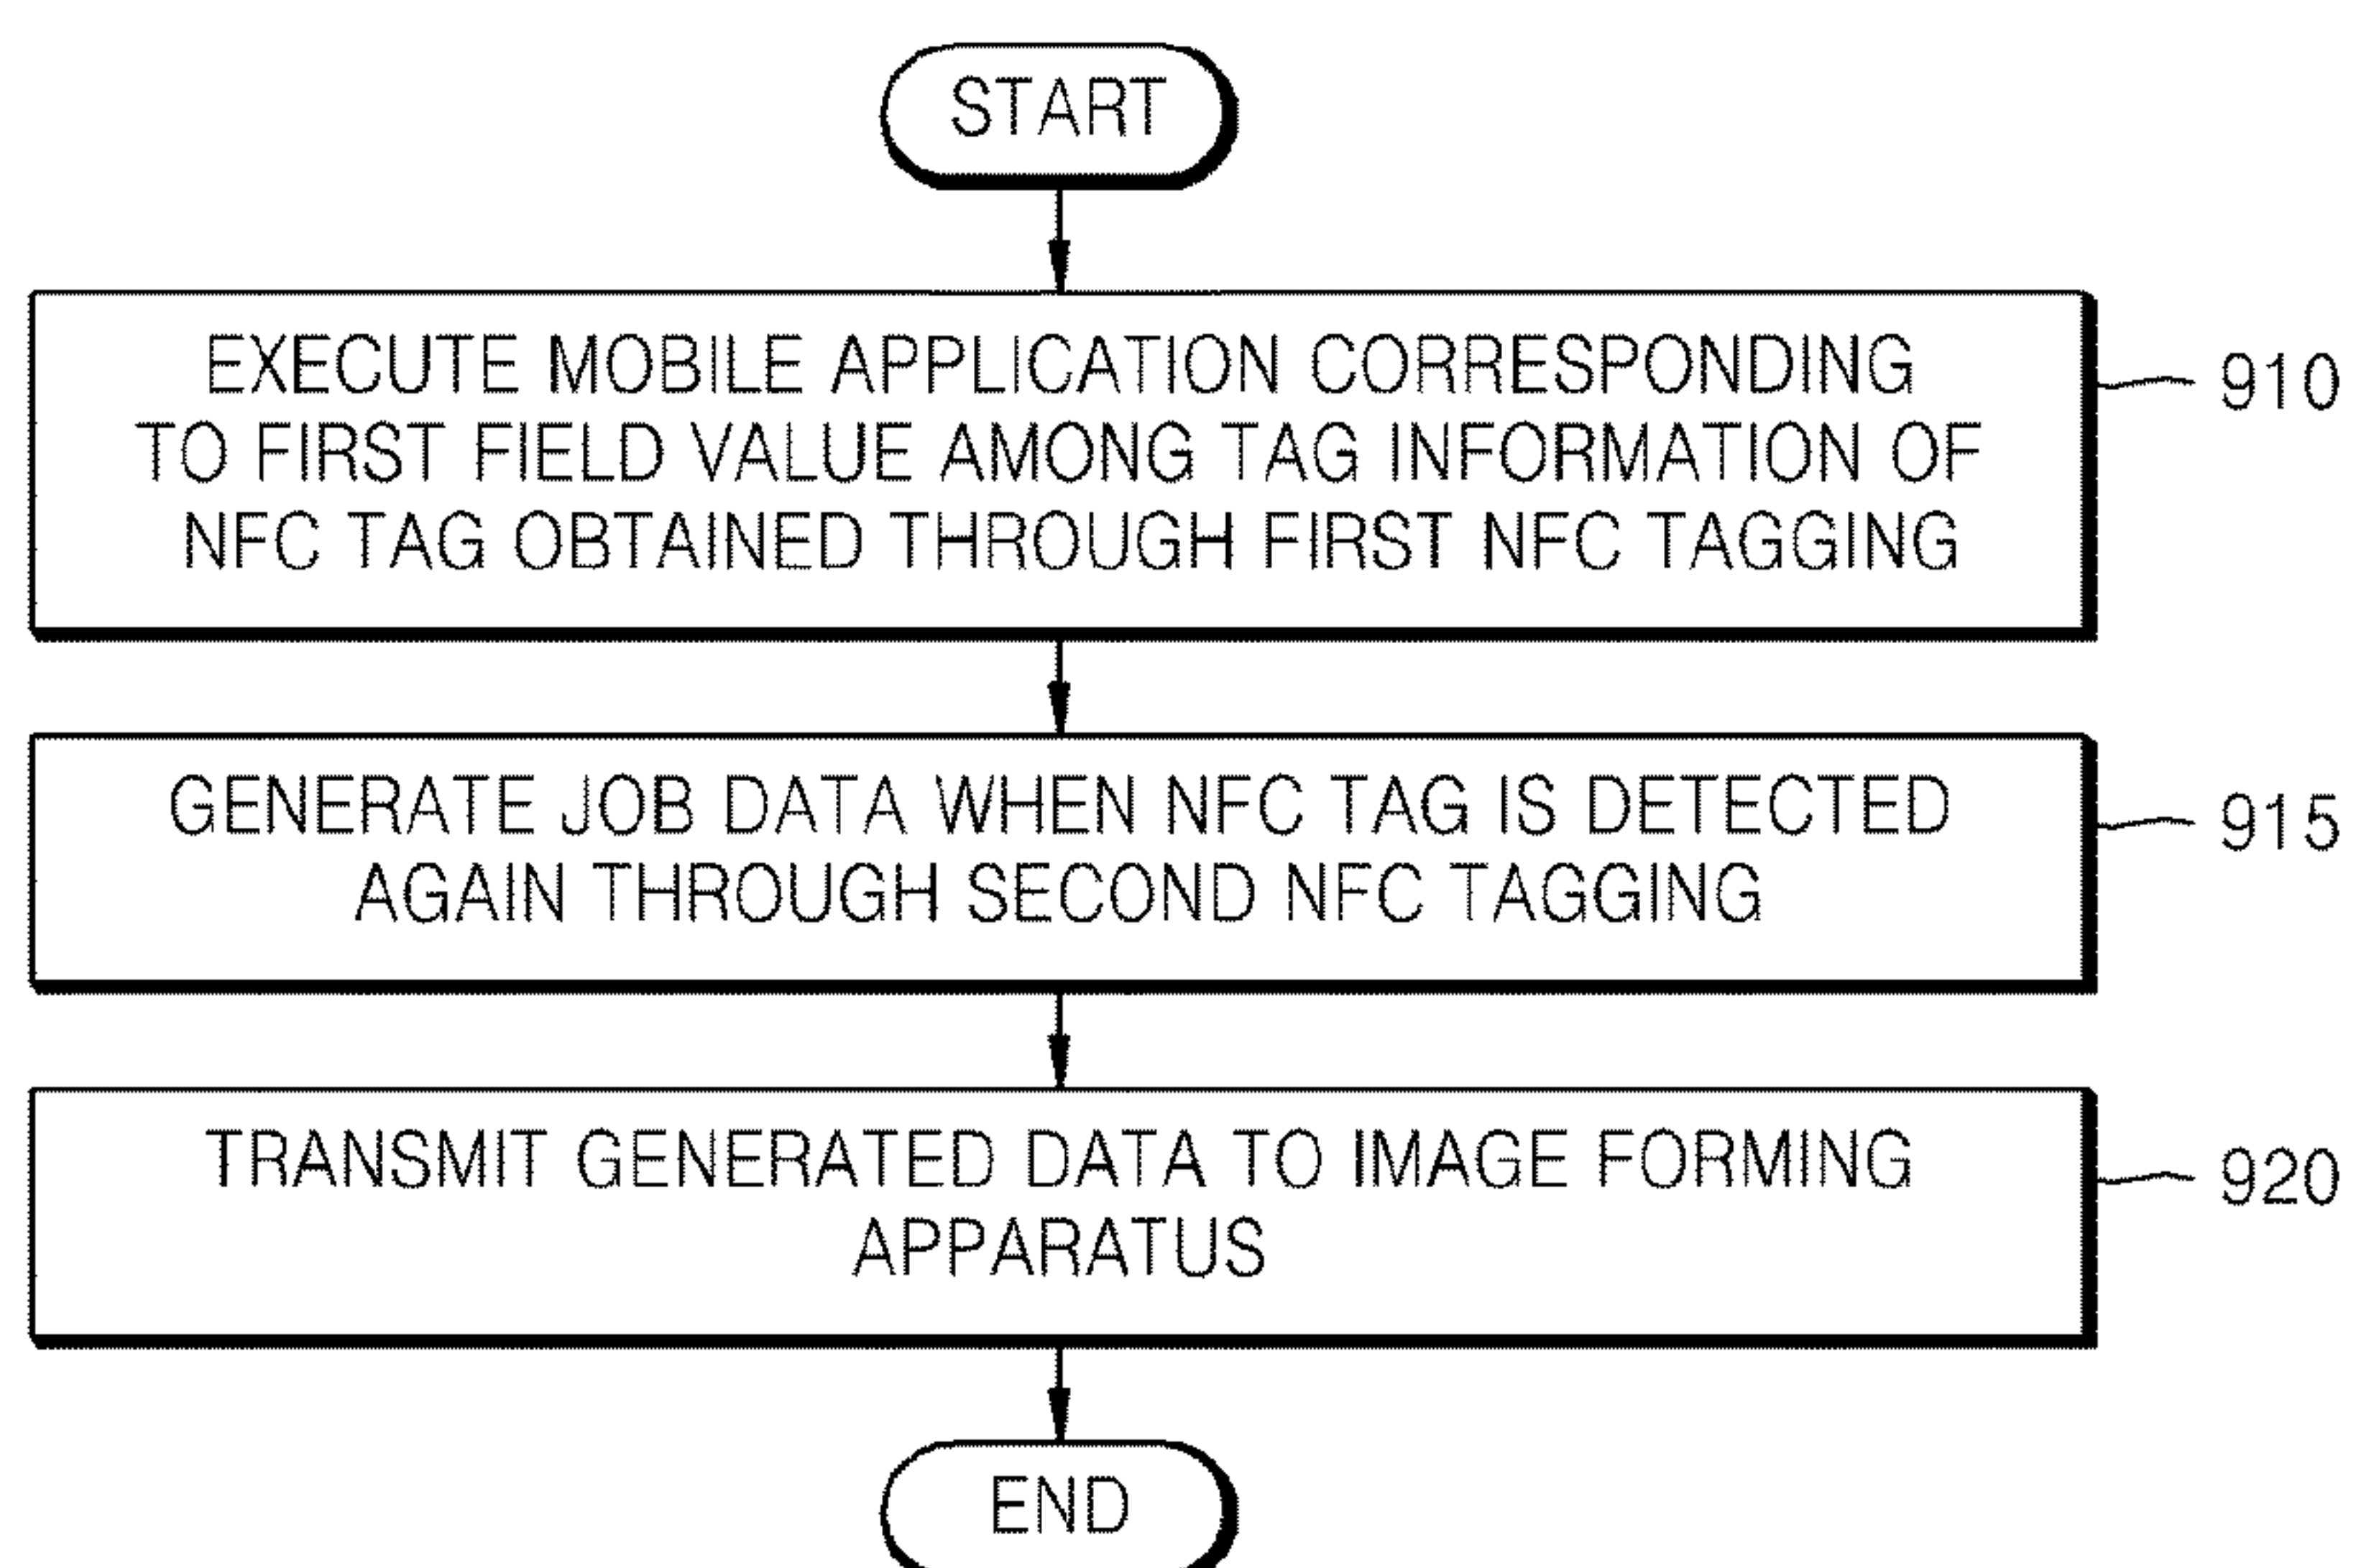 START
EXECUTE MOBILE APPLICATION CORRESPONDING
TO FIRST FIELD VALUE AMONG TAG INFORMATION OF
NFC TAG OBTAINED THROUGH FIRST NFC TAGGING
910
GENERATE JOB DATA WHEN NFC TAG IS DETECTED
AGAIN THROUGH SECOND NFC TAGGING
915
TRANSMIT GENERATED DATA TO IMAGE FORMING
APPARATUS
920
END